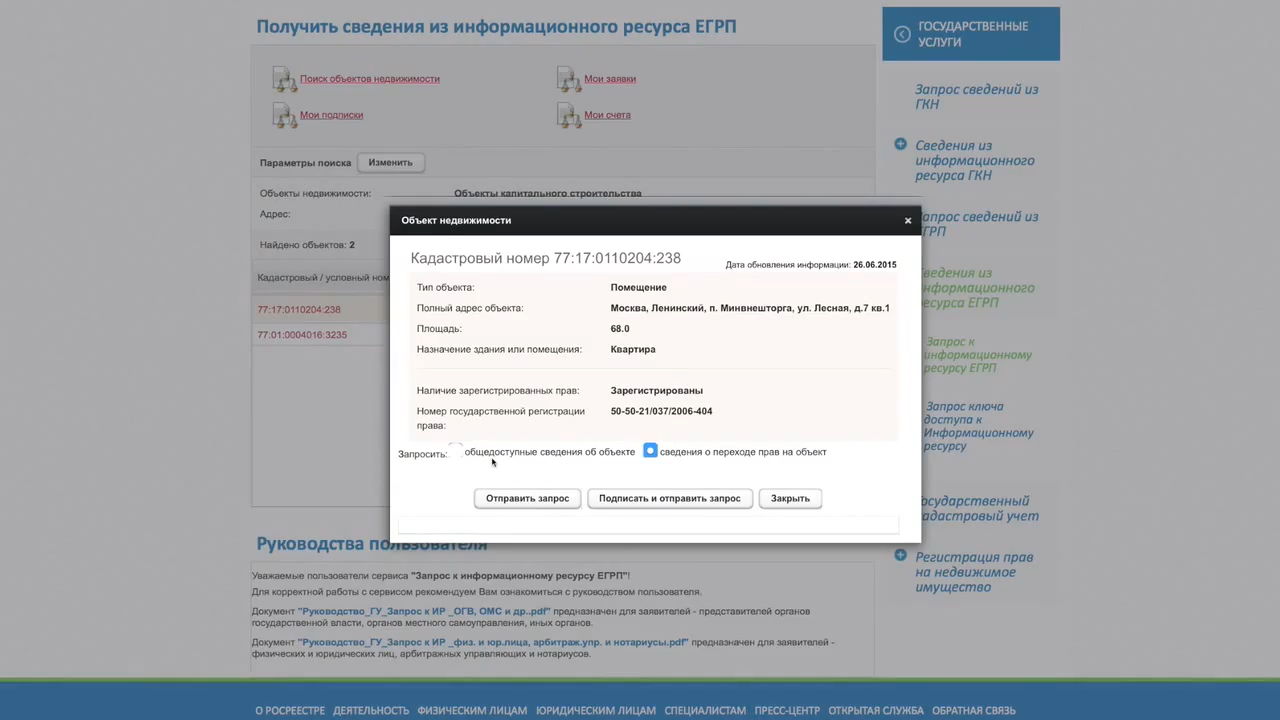 Получить сведения из информационного ресурса ЕГРП
Поиск объектов недвижимости
Мои заявки
Мои подписки
Мои счета
Параметры поиска
Изменить
Объекты недвижимости:
Объекты капитального строительства
Адрес:
Найдено объектов: 2
Кадастровый / условный ном
77:17:0110204:238
77:01:0004016:3235
Объект недвижимости
×
Кадастровый номер 77:17:0110204:238
Дата обновления информации: 26.06.2015
Тип объекта:
Помещение
Полный адрес объекта:
Москва, Ленинский, п. Минвнешторга, ул. Лесная, д.7 кв.1
Площадь:
68.0
Назначение здания или помещения:
Квартира
Наличие зарегистрированных прав:
Зарегистрированы
Номер государственной регистрации
права:
50-50-21/037/2006-404
Запросить:
общедоступные сведения об объекте
сведения о переходе прав на объект
Отправить запрос
Подписать и отправить запрос
Закрыть
Руководства пользователя
Уважаемые пользователи сервиса "Запрос к информационному ресурсу ЕГРП"!
Для корректной работы с сервисом рекомендуем Вам ознакомиться с руководством пользователя.
Документ "Руководство_ГУ_Запрос к ИР _ОГВ, ОМС и др..pdf" предназначен для заявителей - представителей органов
государственной власти, органов местного самоуправления, иных органов.
Документ "Руководство_ГУ_Запрос к ИР _физ. и юр.лица, арбитраж.упр. и нотариусы.pdf" предназначен для заявителей -
физических и юридических лиц, арбитражных управляющих и нотариусов.
ГОСУДАРСТВЕННЫЕ
УСЛУГИ
Запрос сведений из
ГКН
Сведения из
информационного
ресурса ГКН
апрос сведений из
ГРП
ведения из
нформационного
есурса ЕГРП
Запрос к
информационному
ресурсу ЕГРП
Запрос ключа
доступа к
Информационному
ресурсу
осударственный
адастровый учет
Регистрация прав
на недвижимое
имущество
О РОСРЕЕСТРЕ
ДЕЯТЕЛЬНОСТЬ
ФИЗИЧЕСКИМ ЛИЦАМ
ЮРИДИЧЕСКИМ ЛИЦАМ
СПЕЦИАЛИСТАМ
ПРЕСС-ЦЕНТР
ОТКРЫТАЯ СЛУЖБА
ОБРАТНАЯ СВЯЗЬ